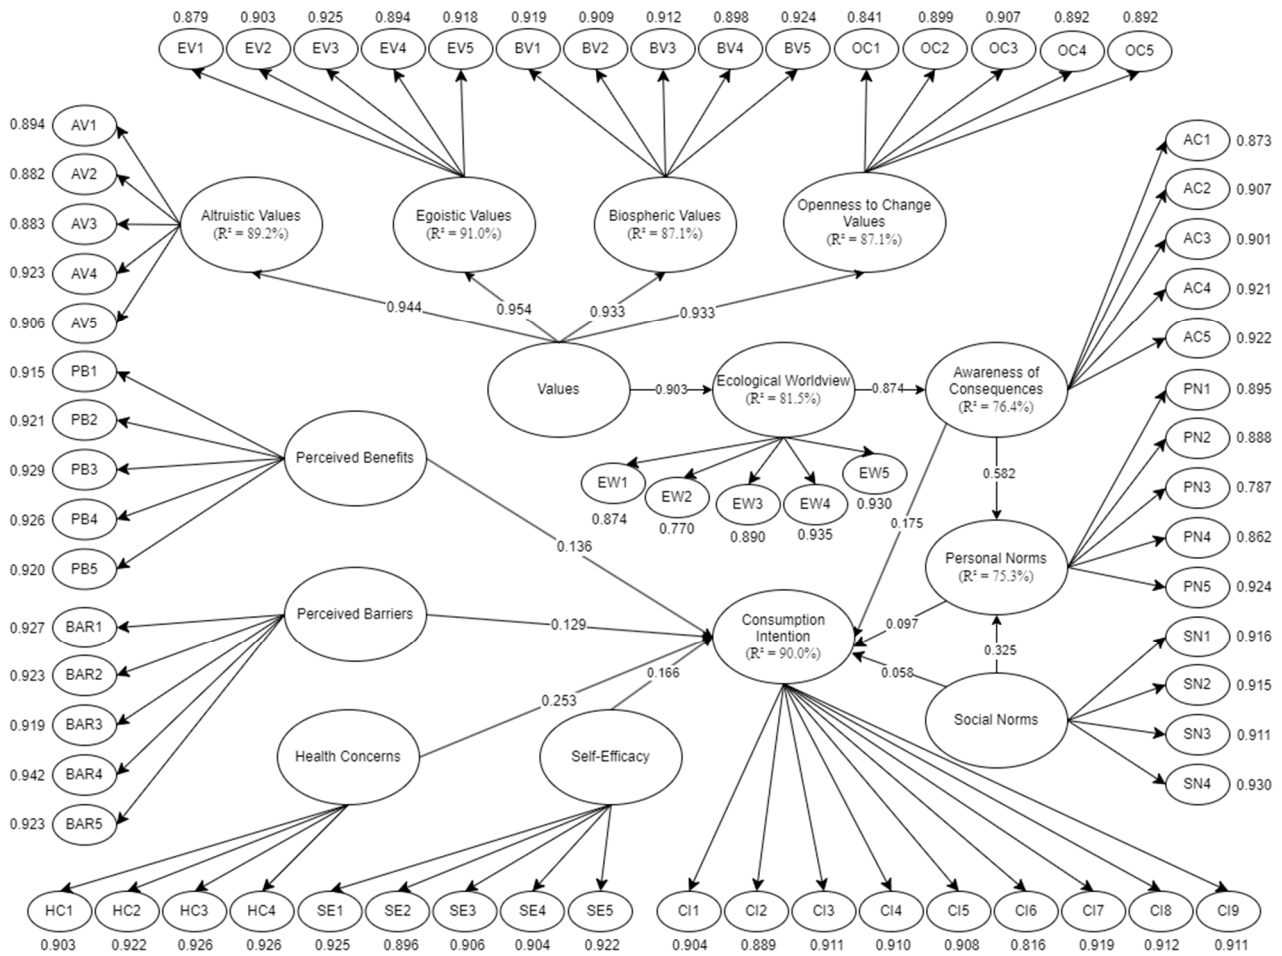 0.879 0.903 0.925 0.894 0.918 0.919 0.909 0.912 0.898 0.924 0.841 0.899 0.907 0.892 0.892
EV1 EV2 EV3 EV4 EV5 BV1 BV2 BV3 BV4 BV5 OC1 OC2 OC3 OC4 OC5
0.894 AV1
0.882 AV2
0.883 AV3
0.923 AV4
0.906 AV5
Altruistic Values
(R² = 89.2%)
Egoistic Values
(R² = 91.0%)
Biospheric Values
(R² = 87.1%)
Openness to Change
Values
(R² = 87.1%)
AC1 0.873
AC2 0.907
AC3 0.901
AC4 0.921
AC5 0.922
0.944 0.954 0.933 0.933
Values
0.903
Ecological Worldview
(R² = 81.5%)
0.874
Awareness of
Consequences
(R² = 76.4%)
0.915 PB1
0.921 PB2
0.929 PB3
0.926 PB4
0.920 PB5
Perceived Benefits
EW1 EW2 EW3 EW4 EW5
0.874 0.770 0.890 0.935 0.930
PN1 0.895
PN2 0.888
PN3 0.787
PN4 0.862
PN5 0.924
0.582
0.175
0.136
Personal Norms
(R² = 75.3%)
0.927 BAR1
0.923 BAR2
0.919 BAR3
0.942 BAR4
0.923 BAR5
Perceived Barriers
0.129
Consumption
Intention
(R² = 90.0%)
0.097
0.325
0.058
SN1 0.916
SN2 0.915
SN3 0.911
SN4 0.930
Social Norms
0.166
0.253
Health Concerns
Self-Efficacy
HC1 HC2 HC3 HC4 SE1 SE2 SE3 SE4 SE5 CI1 CI2 CI3 CI4 CI5 CI6 CI7 CI8 CI9
0.903 0.922 0.926 0.926 0.925 0.896 0.906 0.904 0.922 0.904 0.889 0.911 0.910 0.908 0.816 0.919 0.912 0.911